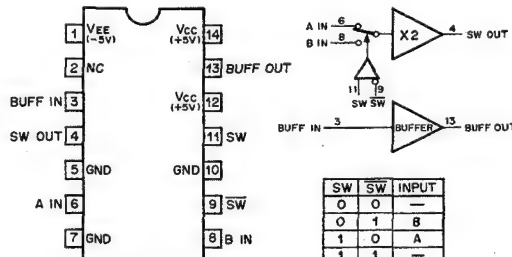 1 VEE (-5V)
VCC (+5V) 14
2 NC
13 BUFF OUT
BUFF IN 3
VCC (+5V) 12
SW OUT 4
11 SW
5 GND
GND 10
A IN 6
9 SW
7 GND
8 B IN
A IN 6
B IN 8
X2
4 SW OUT
11 9
SW SW
BUFF IN 3
BUFFER
13 BUFF OUT
SW SW INPUT
0 0 —
0 1 B
1 0 A
1 1 —